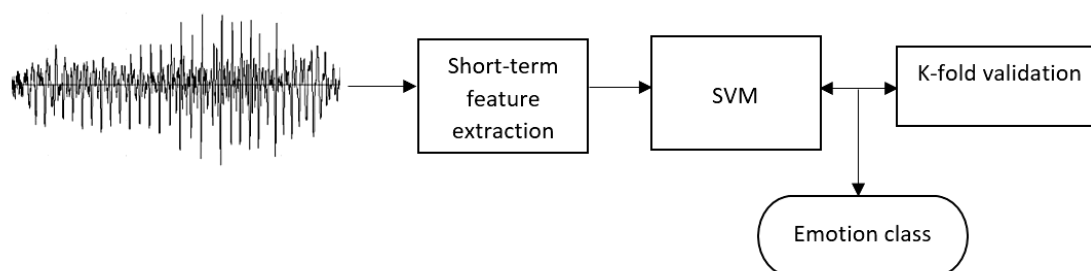 Short-term
feature
extraction
SVM
K-fold validation
Emotion class